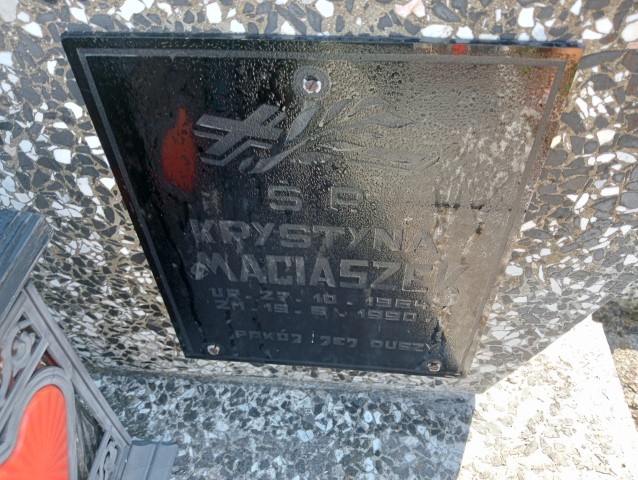 Ś P
KRYSTYNA
MACIASZEK
UR. 27. 10. 1964
ZM 19. 5. 1990
POKÓJ JEJ DUSZY